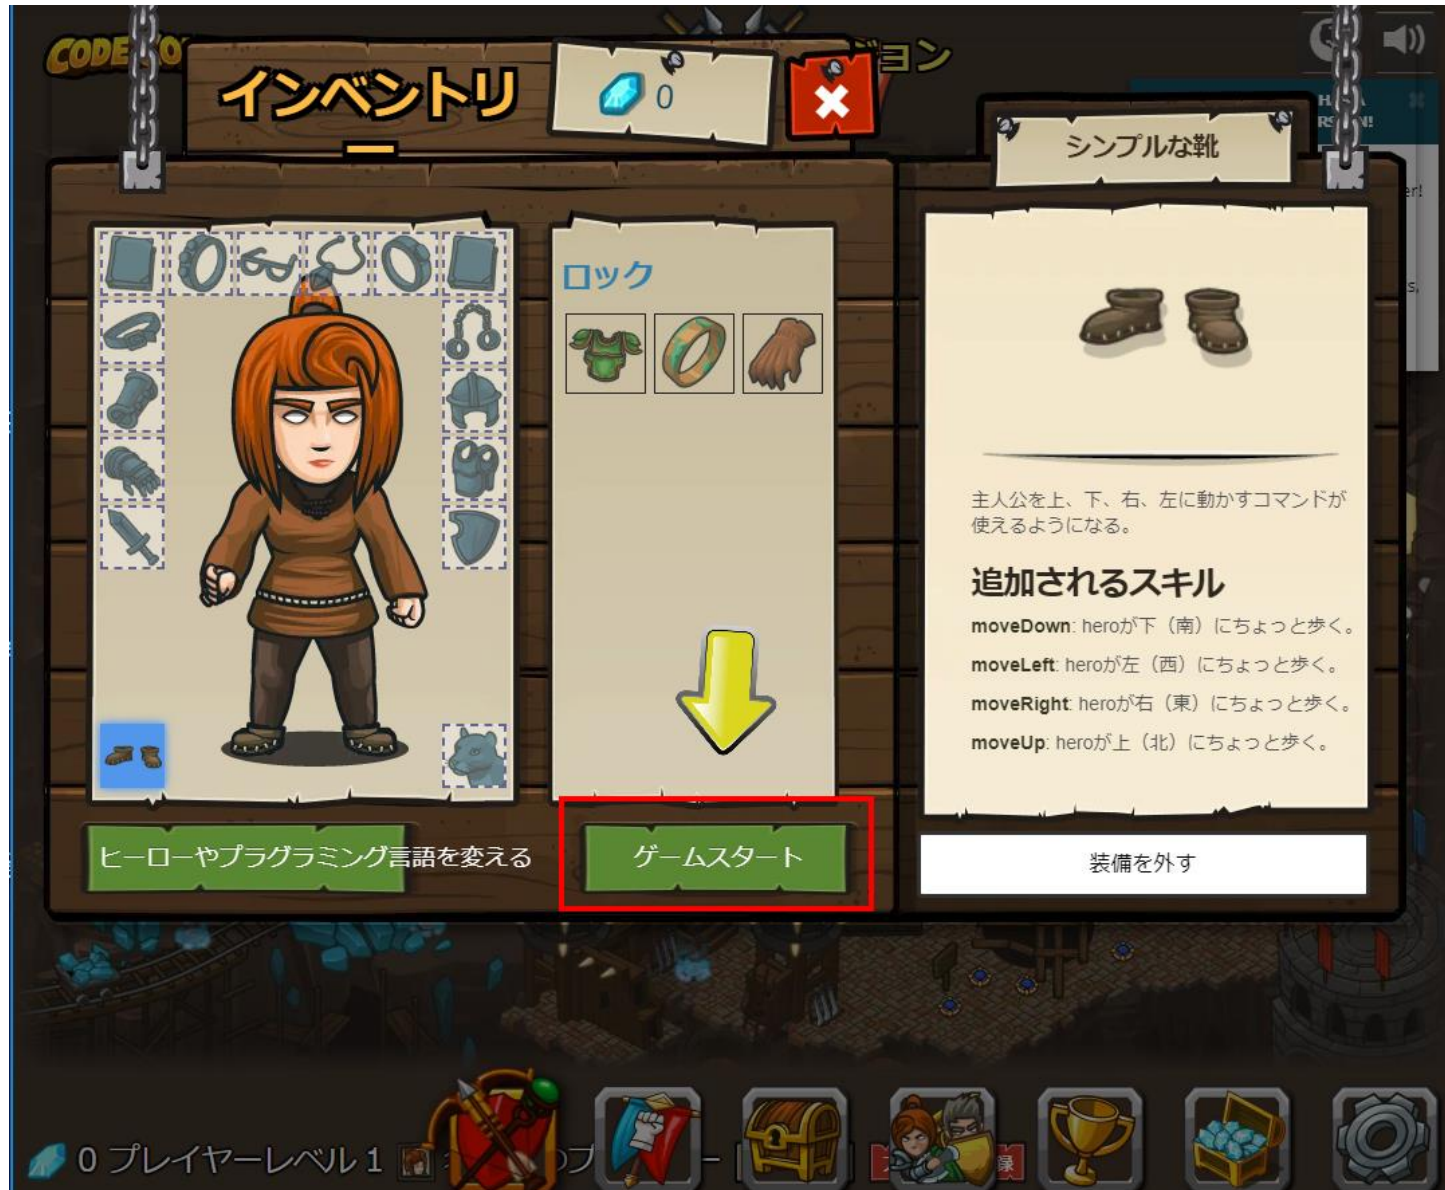 CODE
ョン
インベントリ
0
シンプルな靴
er!
s,
ロック
主人公を上、下、右、左に動かすコマンドが
使えるようになる。
追加されるスキル
moveDown: heroが下（南）にちょっと歩く。
moveLeft: heroが左（西）にちょっと歩く。
moveRight: heroが右（東）にちょっと歩く。
moveUp: heroが上（北）にちょっと歩く。
ヒーローやプラグラミング言語を変える
ゲームスタート
装備を外す
0 プレイヤーレベル 1